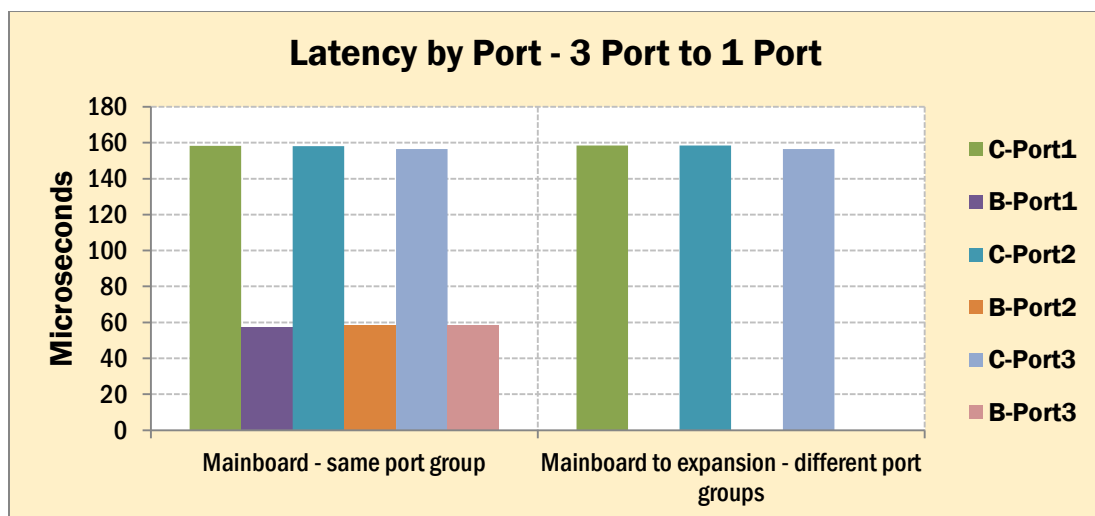 Latency by Port - 3 Port to 1 Port
Microseconds
180
160
140
120
100
80
60
40
20
0
Mainboard - same port group
Mainboard to expansion - different port
groups
C-Port1
B-Port1
C-Port2
B-Port2
C-Port3
B-Port3